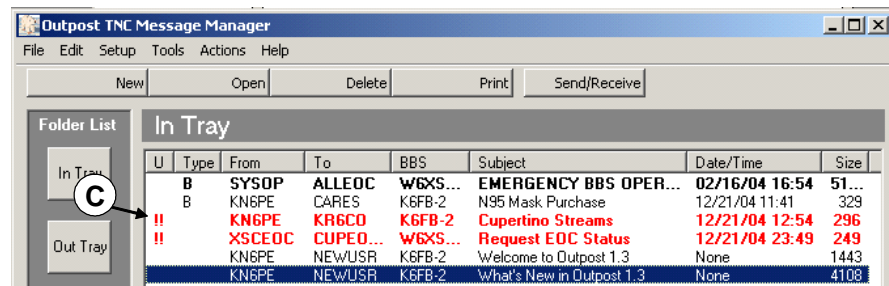 Outpost TNC Message Manager
File Edit Setup Tools Actions Help
New Open Delete Print Send/Receive
Folder List In Tray
U Type From To BBS Subject Date/Time Size
In Tray
B SYSOP ALLEOC W6XS... EMERGENCY BBS OPER... 02/16/04 16:54 51...
B KN6PE CARES K6FB-2 N95 Mask Purchase 12/21/04 11:41 329
C
!! KN6PE KR6CO K6FB-2 Cupertino Streams 12/21/04 12:54 296
!! XSCEOC CUPEO... W6XS... Request EOC Status 12/21/04 23:49 249
Out Tray
KN6PE NEWUSR K6FB-2 Welcome to Outpost 1.3 None 1443
KN6PE NEWUSR K6FB-2 What's New in Outpost 1.3 None 4108